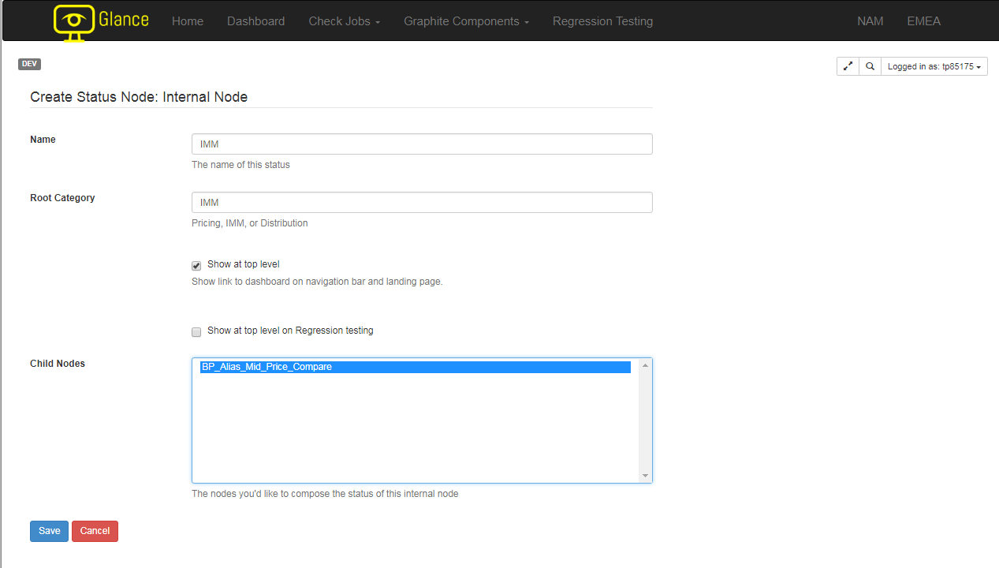 Glance Home Dashboard Check Jobs Graphite Components Regression Testing NAM EMEA
DEV
Logged in as: tp85175
Create Status Node: Internal Node
Name
IMM
The name of this status
Root Category
IMM
Pricing, IMM, or Distribution
Show at top level
Show link to dashboard on navigation bar and landing page.
Show at top level on Regression testing
Child Nodes
BP_Alias_Mid_Price_Compare
The nodes you'd like to compose the status of this internal node
Save Cancel